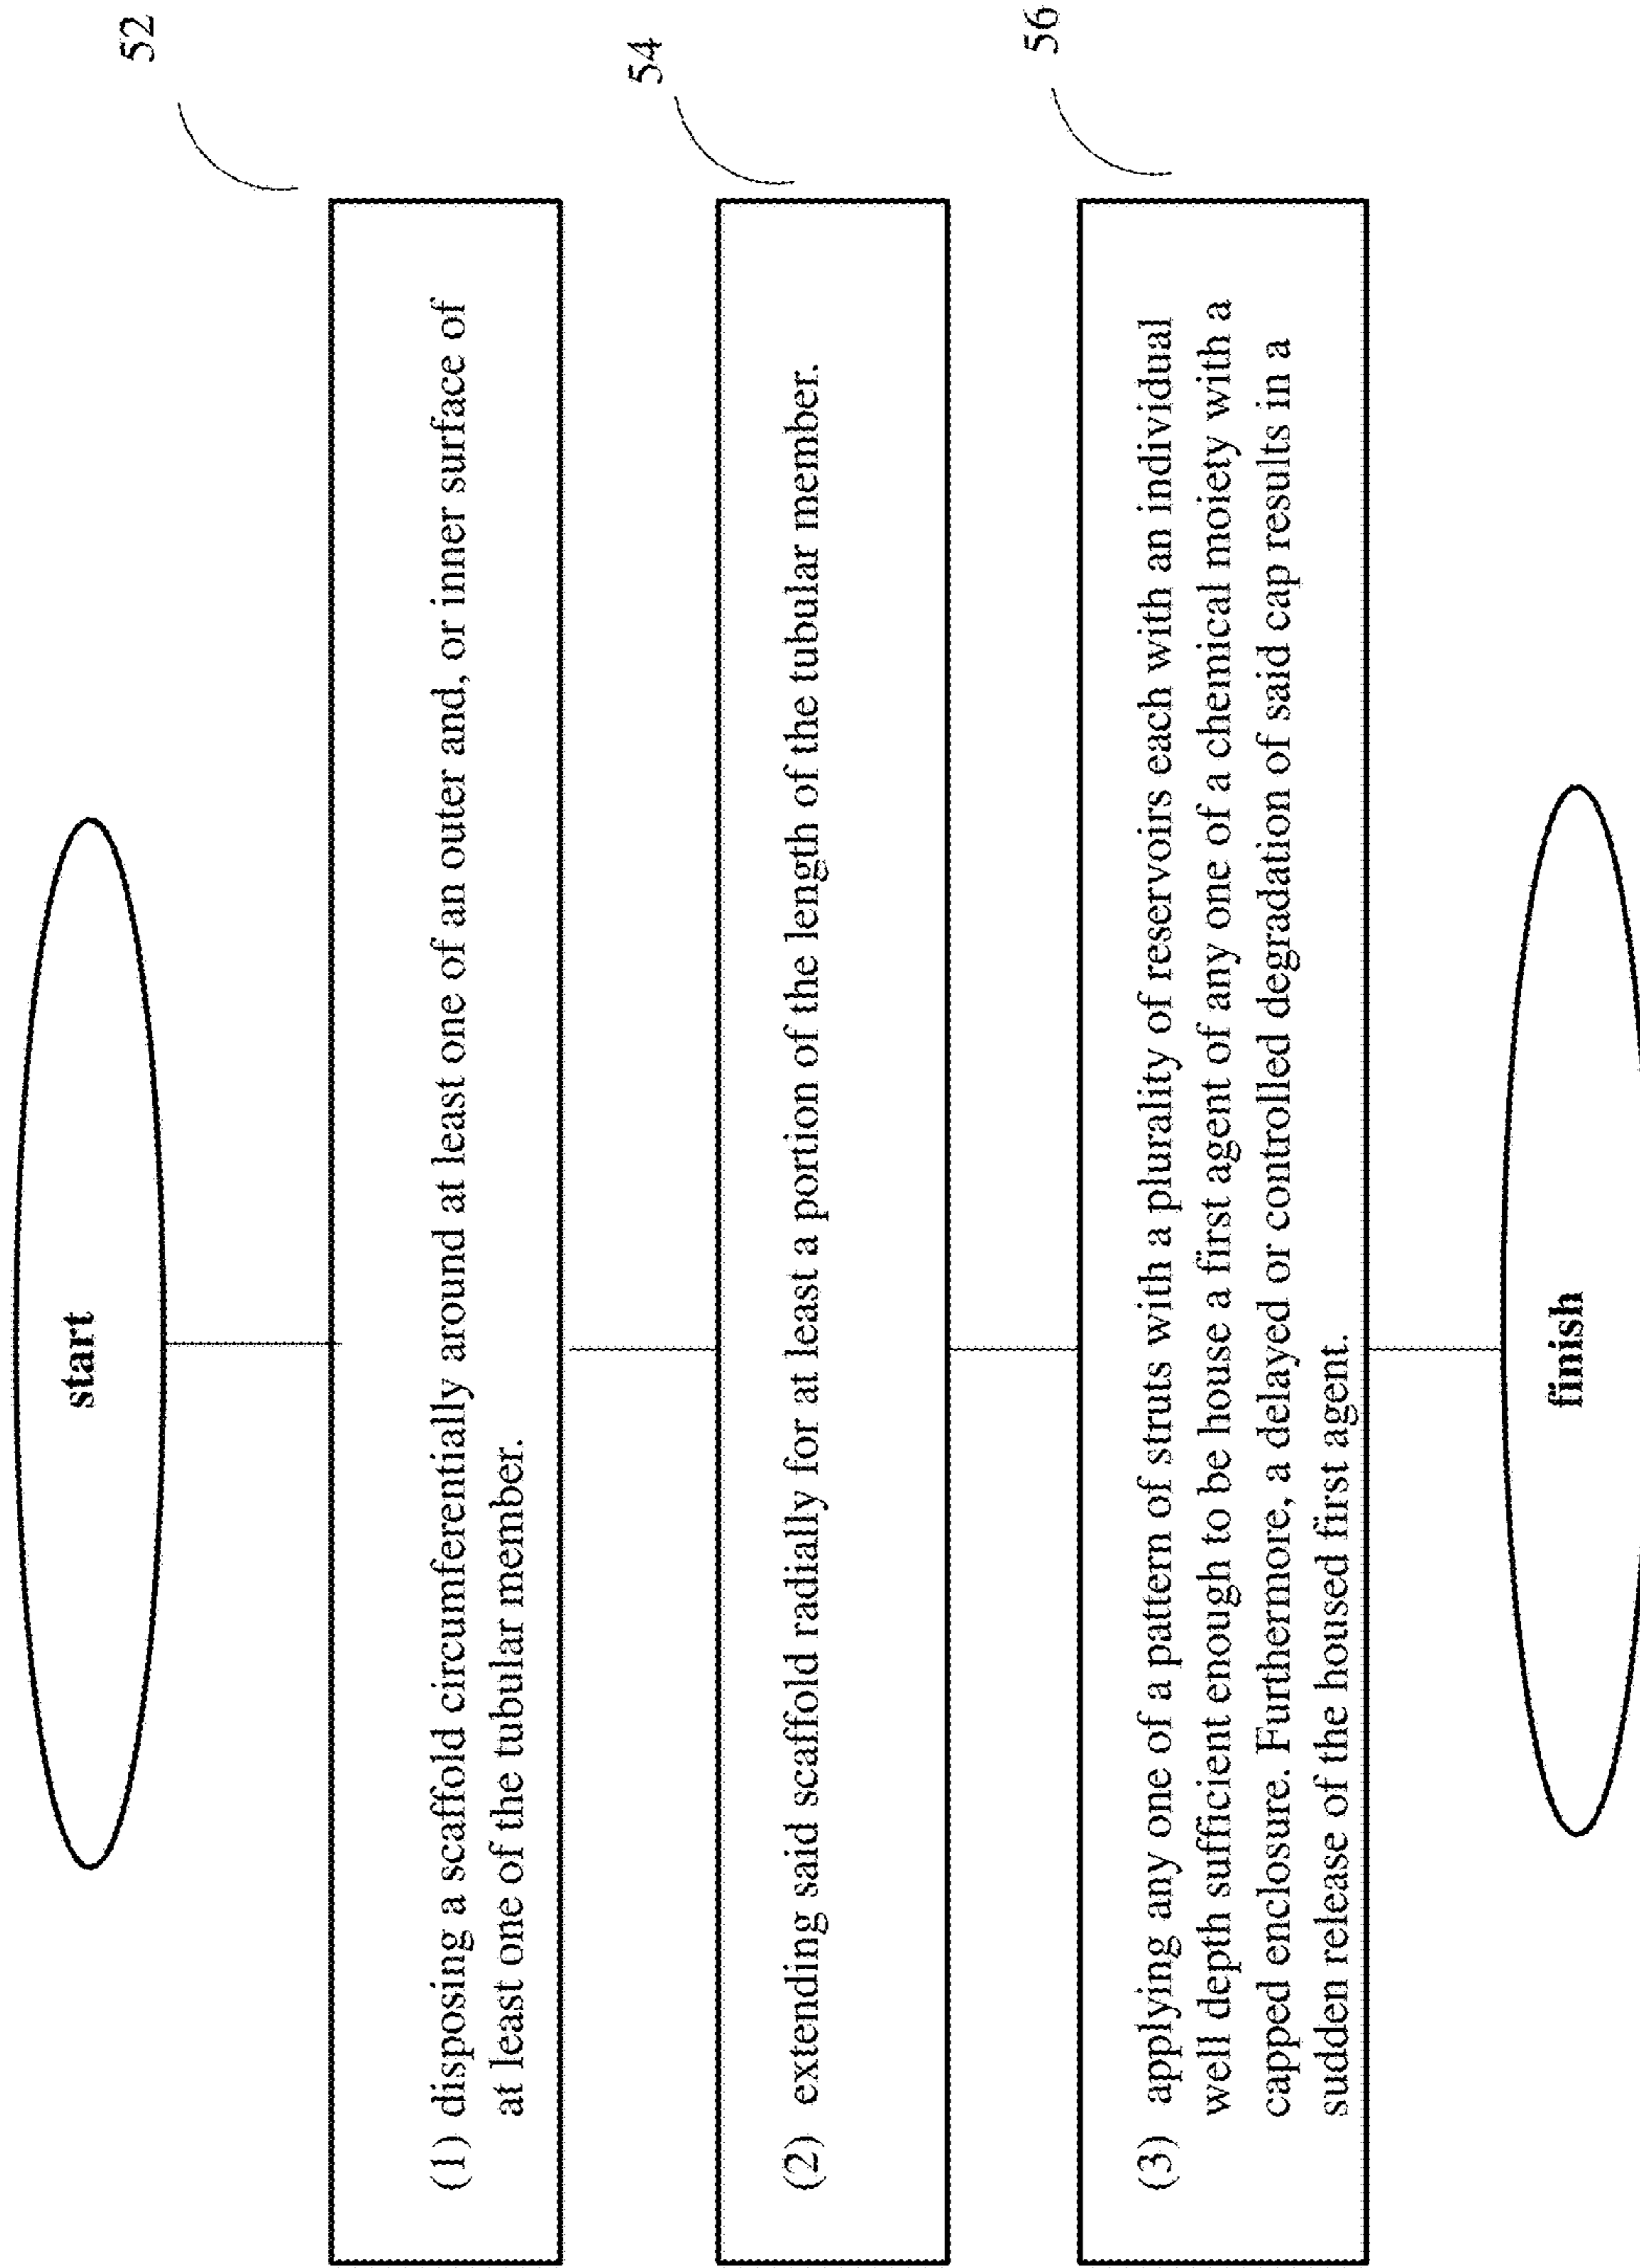 start
52
(1) disposing a scaffold circumferentially around at least one of an outer and, or inner surface of
at least one of the tubular member.
54
(2) extending said scaffold radially for at least a portion of the length of the tubular member.
56
(3) applying any one of a pattern of struts with a plurality of reservoirs each with an individual
well depth sufficient enough to be house a first agent of any one of a chemical moiety with a
capped enclosure. Furthermore, a delayed or controlled degradation of said cap results in a
sudden release of the housed first agent.
finish